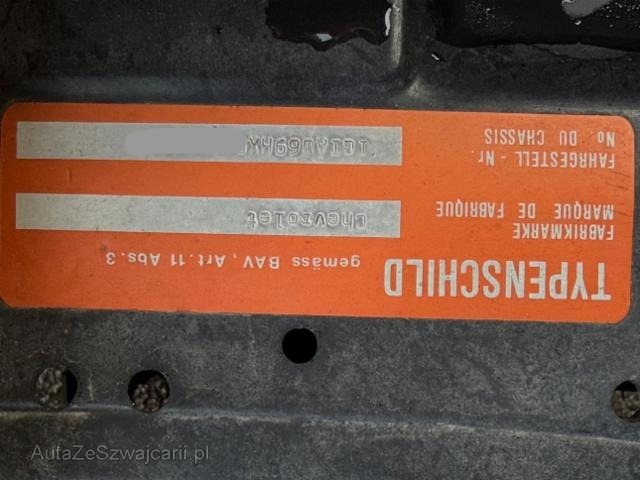 TYPENSCHILD
gemäss BAV, Art. 11 Abs. 3
FABRIKMARKE
MARQUE DE FABRIQUE
Chevrolet
FAHRGESTELL - Nr.
No. DU CHASSIS
AutaZeSzwajcarii.pl